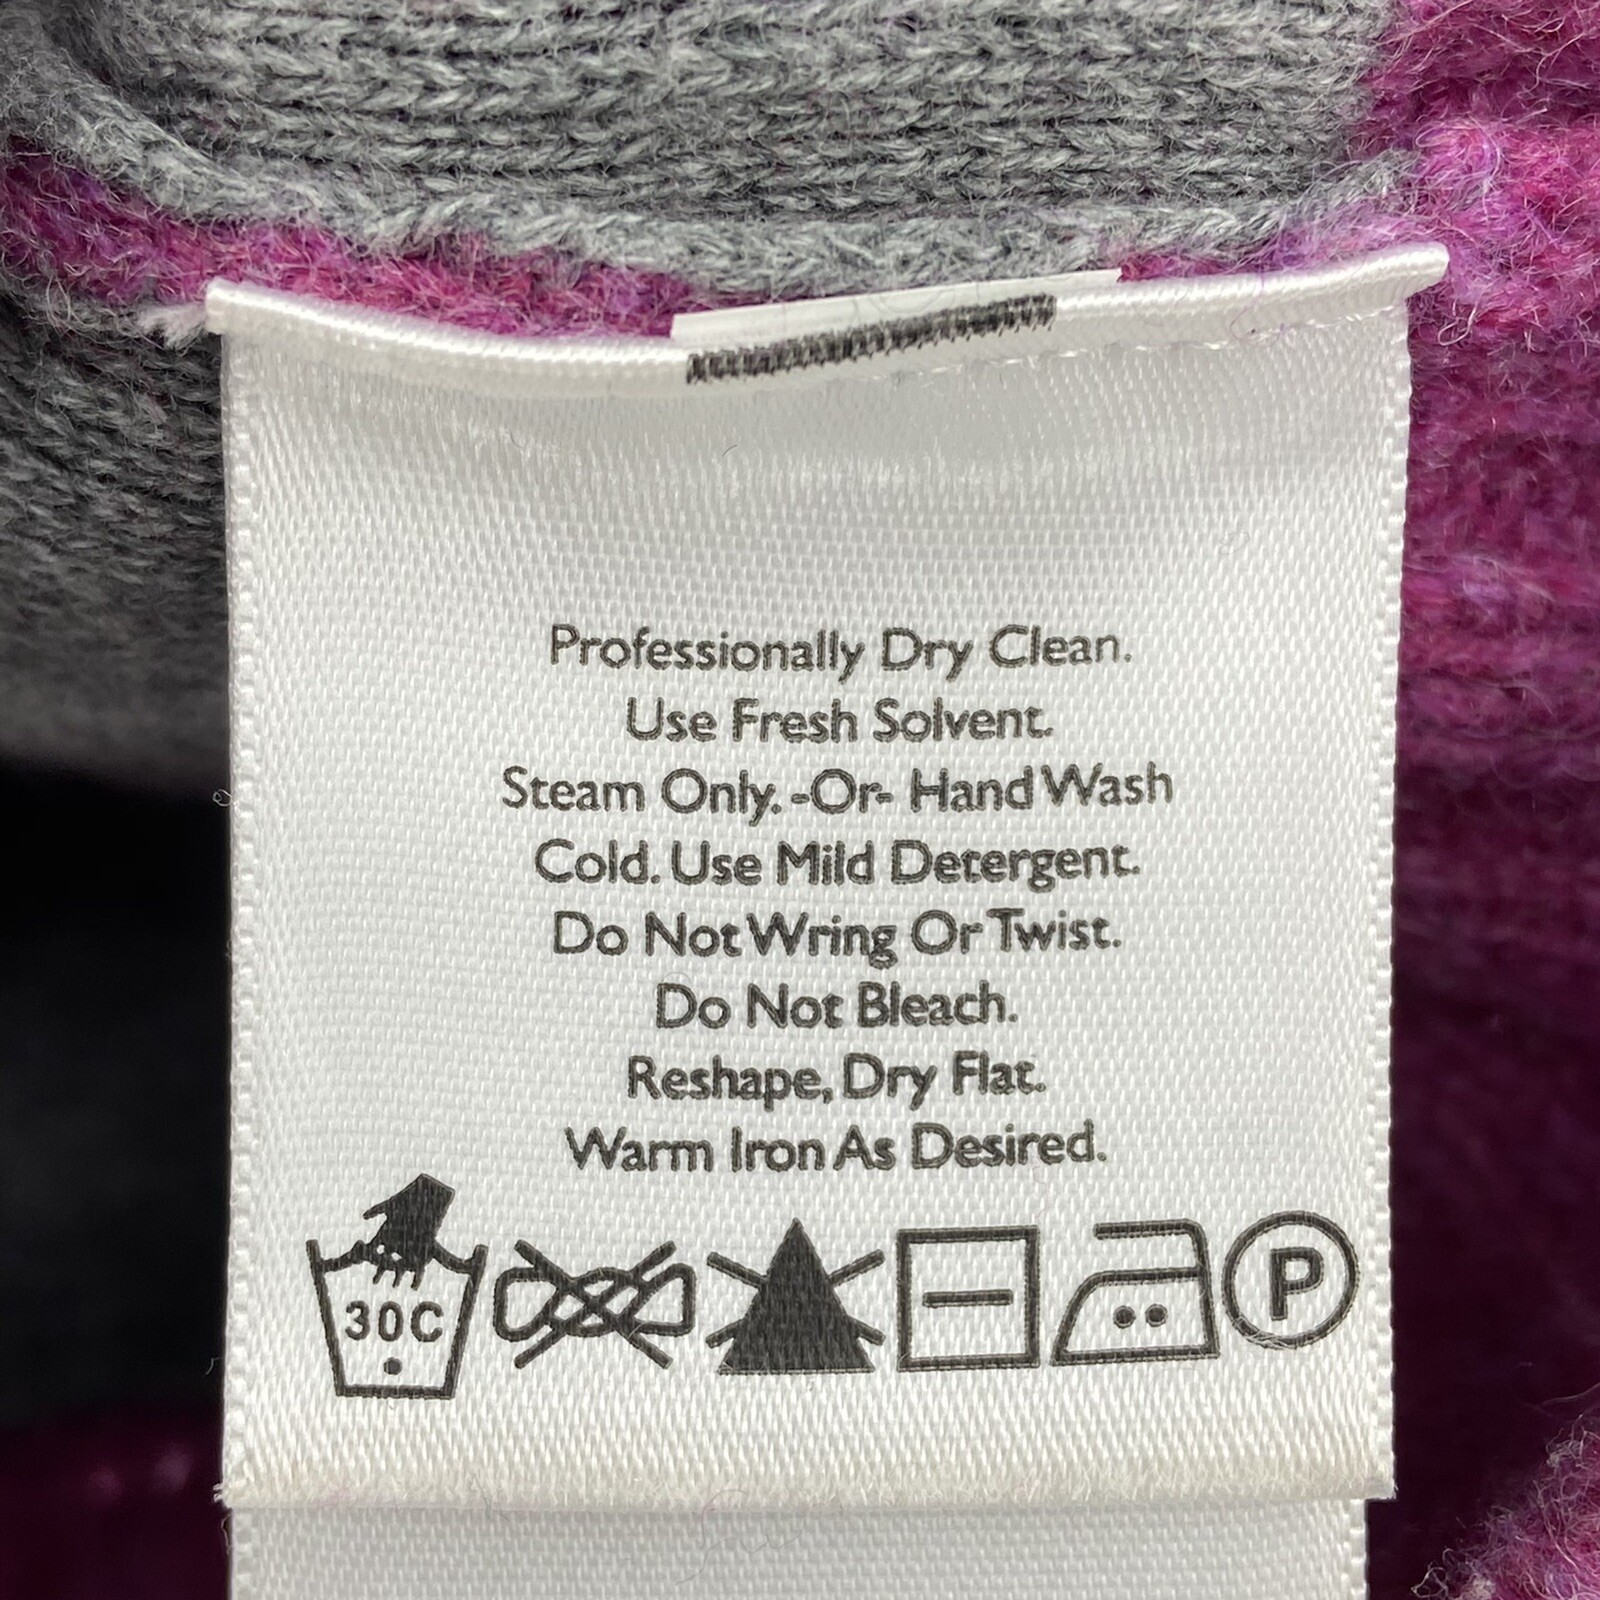 Professionally Dry Clean.
Use Fresh Solvent.
Steam Only. -Or- Hand Wash
Cold. Use Mild Detergent.
Do Not Wring Or Twist.
Do Not Bleach.
Reshape, Dry Flat.
Warm Iron As Desired.
30C
P